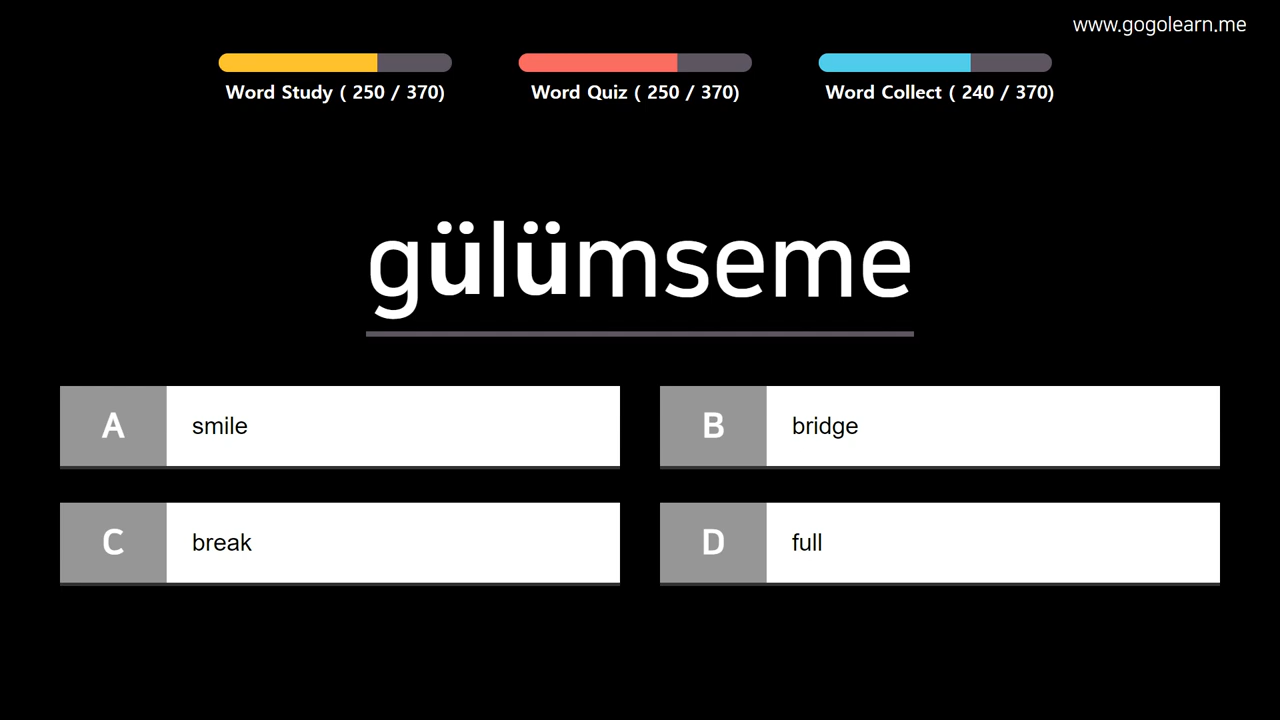 www.gogolearn.me
Word Study ( 250 / 370)
Word Quiz ( 250 / 370)
Word Collect ( 240 / 370)
gülümseme
A smile
B bridge
C break
D full